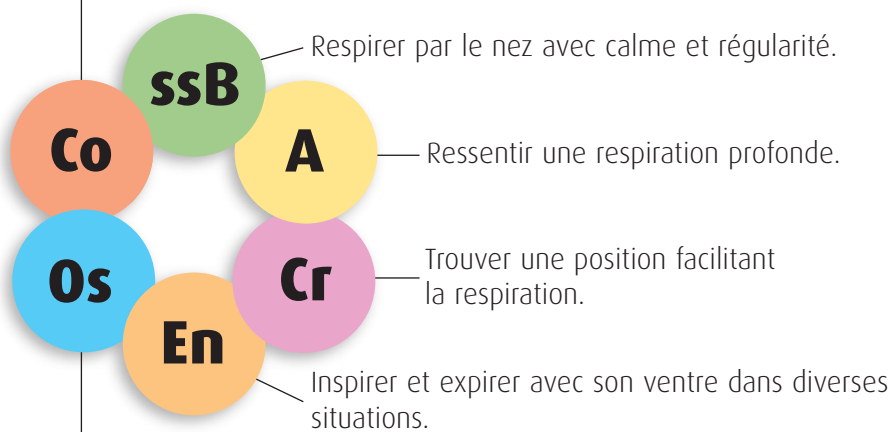 ssB
Respirer par le nez avec calme et régularité.
Co
A
Ressentir une respiration profonde.
Os
Cr
Trouver une position facilitant
la respiration.
En
Inspirer et expirer avec son ventre dans diverses
situations.